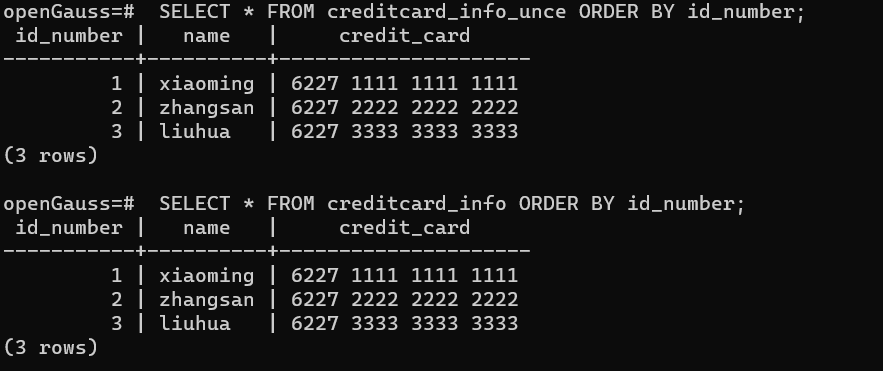 openGauss=#  SELECT * FROM creditcard_info_unce ORDER BY id_number;
 id_number |   name   |     credit_card
-----------+----------+---------------------
         1 | xiaoming | 6227 1111 1111 1111
         2 | zhangsan | 6227 2222 2222 2222
         3 | liuhua   | 6227 3333 3333 3333
(3 rows)

openGauss=#  SELECT * FROM creditcard_info ORDER BY id_number;
 id_number |   name   |     credit_card
-----------+----------+---------------------
         1 | xiaoming | 6227 1111 1111 1111
         2 | zhangsan | 6227 2222 2222 2222
         3 | liuhua   | 6227 3333 3333 3333
(3 rows)